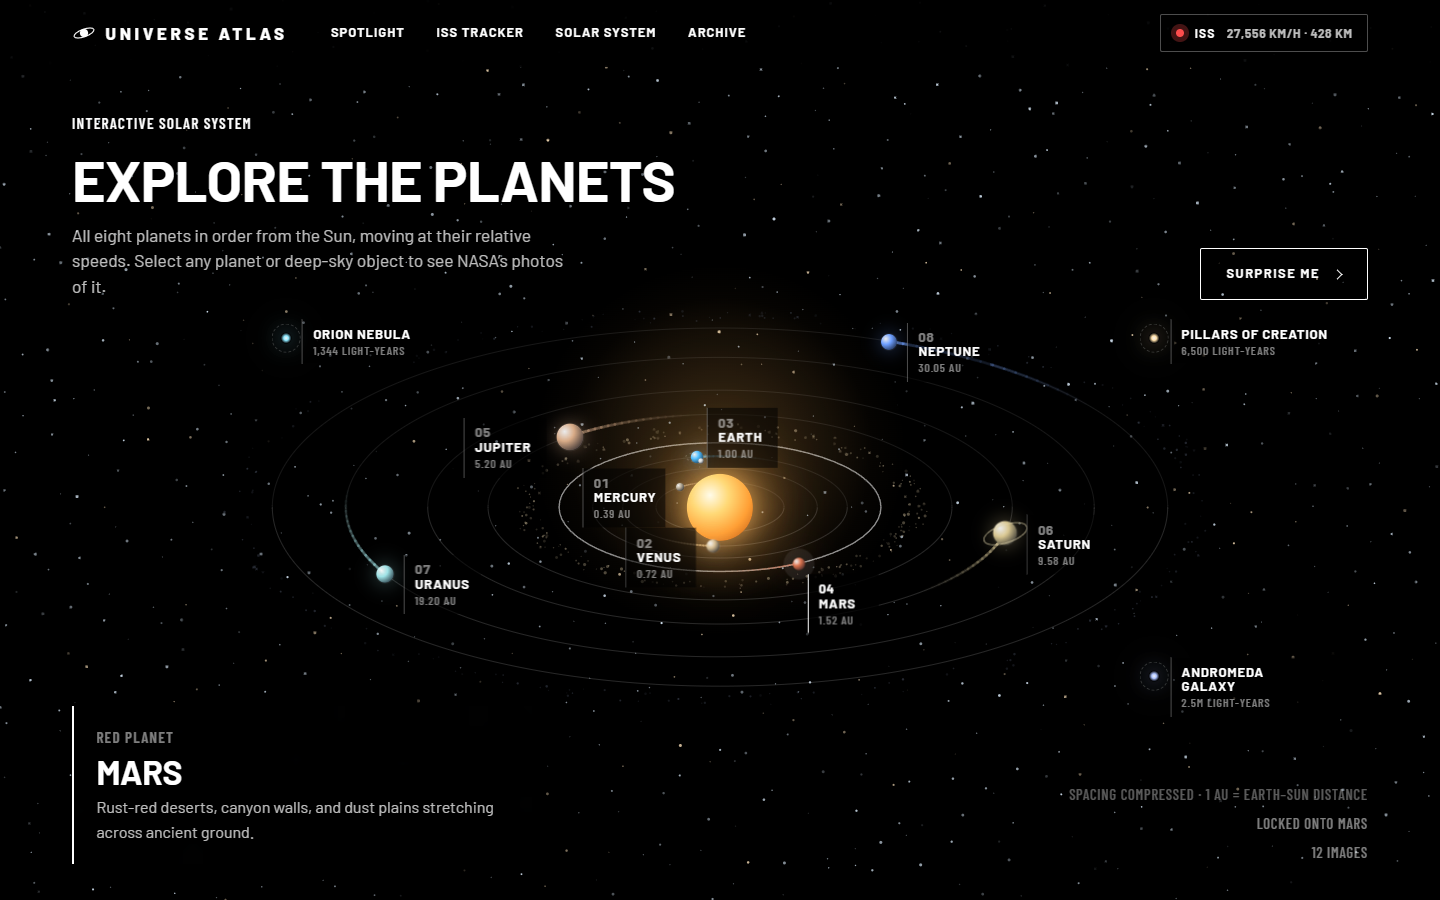 UNIVERSE ATLAS
SPOTLIGHT
ISS TRACKER
SOLAR SYSTEM
ARCHIVE
ISS 27,556 KM/H · 428 KM
INTERACTIVE SOLAR SYSTEM
EXPLORE THE PLANETS
All eight planets in order from the Sun, moving at their relative
speeds. Select any planet or deep-sky object to see NASA's photos
of it.
SURPRISE ME
ORION NEBULA
1,344 LIGHT-YEARS
08
NEPTUNE
30.05 AU
PILLARS OF CREATION
6,500 LIGHT-YEARS
05
JUPITER
5.20 AU
03
EARTH
1.00 AU
01
MERCURY
0.39 AU
02
VENUS
0.72 AU
06
SATURN
9.58 AU
07
URANUS
19.20 AU
04
MARS
1.52 AU
ANDROMEDA
GALAXY
2.5M LIGHT-YEARS
RED PLANET
MARS
Rust-red deserts, canyon walls, and dust plains stretching
across ancient ground.
SPACING COMPRESSED · 1 AU = EARTH-SUN DISTANCE
LOCKED ONTO MARS
12 IMAGES